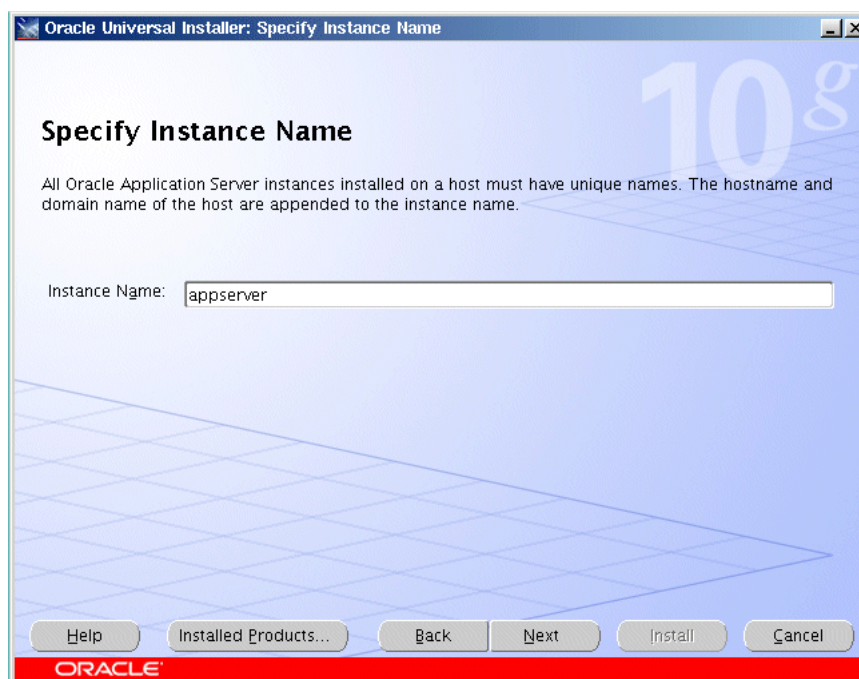 Oracle Universal Installer: Specify Instance Name
10g
Specify Instance Name
All Oracle Application Server instances installed on a host must have unique names. The hostname and
domain name of the host are appended to the instance name.
Instance Name: appserver
Help Installed Products... Back Next Install Cancel
ORACLE